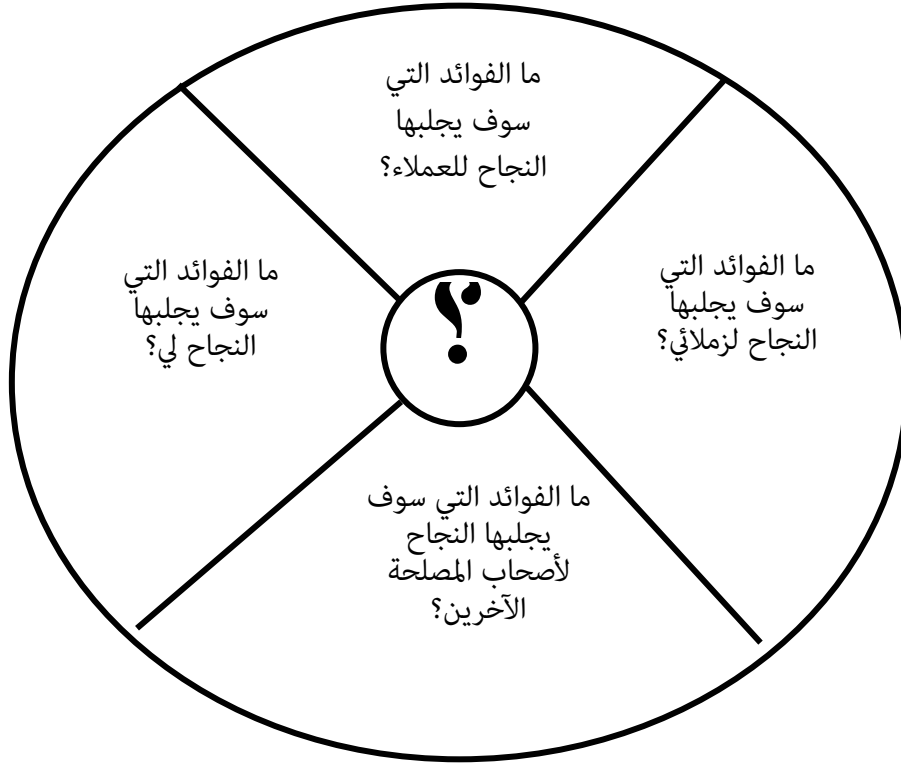 ما الفوائد التي
سوف يجلبها
النجاح للعملاء؟
ما الفوائد التي
سوف يجلبها
النجاح لزملائي؟
؟
ما الفوائد التي
سوف يجلبها
النجاح لي؟
ما الفوائد التي سوف
يجلبها النجاح
لأصحاب المصلحة
الآخرين؟